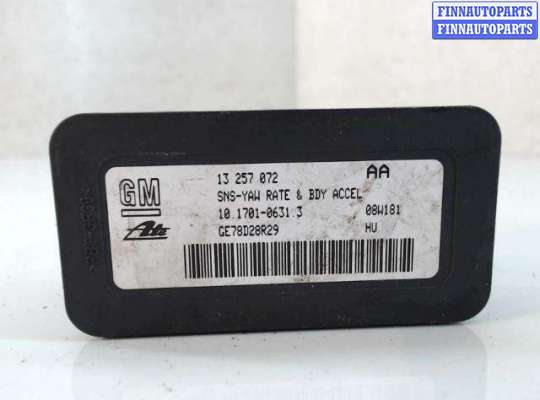 FINNAUTOPARTS
FINNAUTOPARTS
GM
13 257 072 AA
SNS-YAW RATE & BDY ACCEL
10.1701-0631.3 08W181
Ate
GE78D28R29 HU